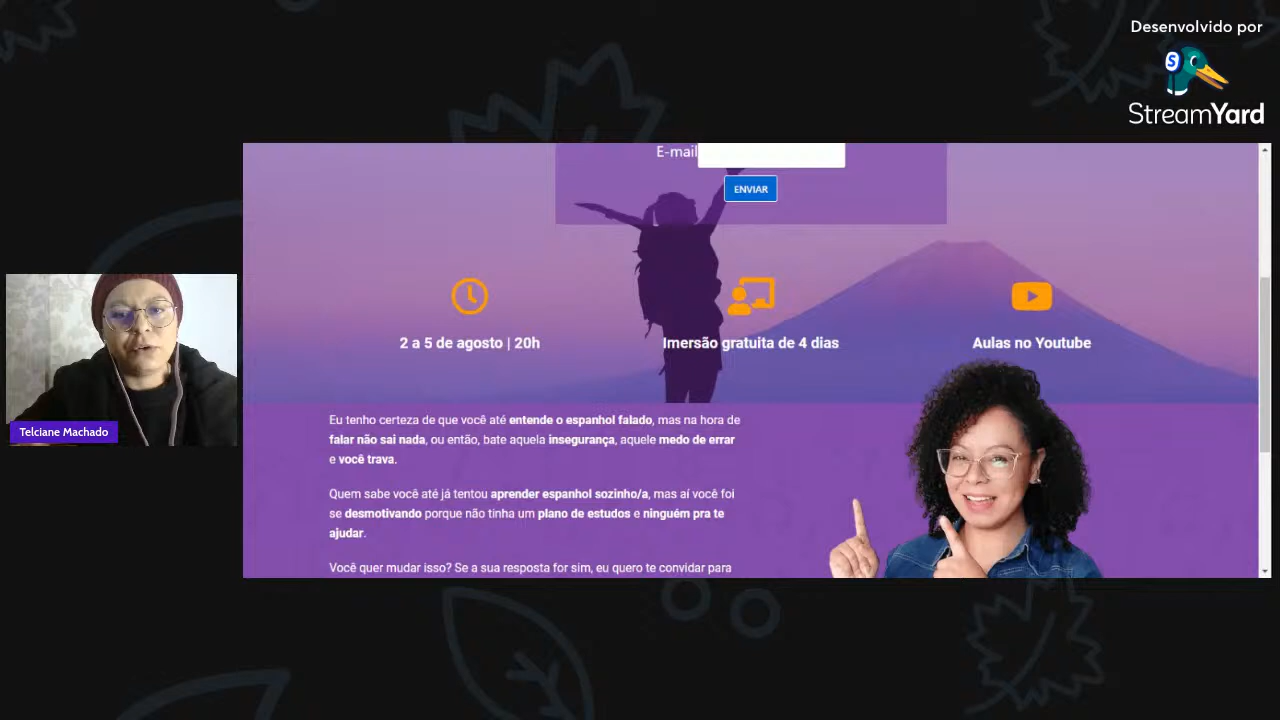 Desenvolvido por
StreamYard
E-mail
ENVIAR
2 a 5 de agosto | 20h
Imersão gratuita de 4 dias
Aulas no Youtube
Eu tenho certeza de que você até entende o espanhol falado, mas na hora de
falar não sai nada, ou então, bate aquela insegurança, aquele medo de errar
e você trava.
Quem sabe você até já tentou aprender espanhol sozinho/a, mas aí você foi
se desmotivando porque não tinha um plano de estudos e ninguém pra te
ajudar.
Você quer mudar isso? Se a sua resposta for sim, eu quero te convidar para
Telciane Machado